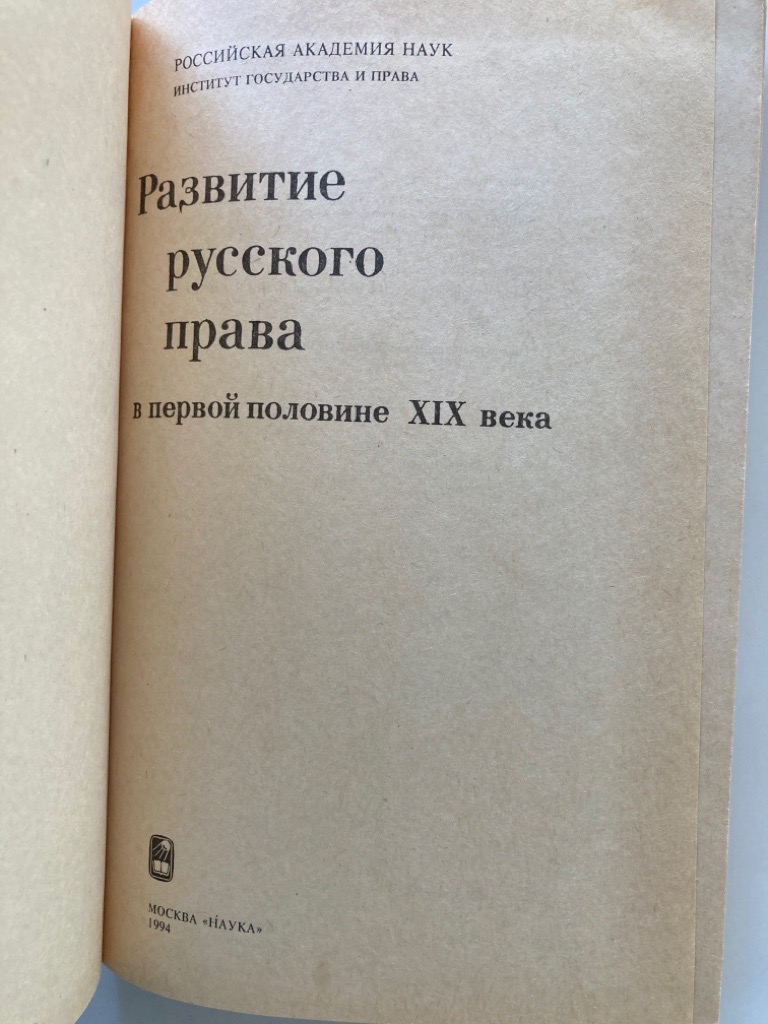 РОССИЙСКАЯ АКАДЕМИЯ НАУК
ИНСТИТУТ ГОСУДАРСТВА И ПРАВА
Развитие
русского
права
в первой половине XIX века
МОСКВА «НАУКА»
1994